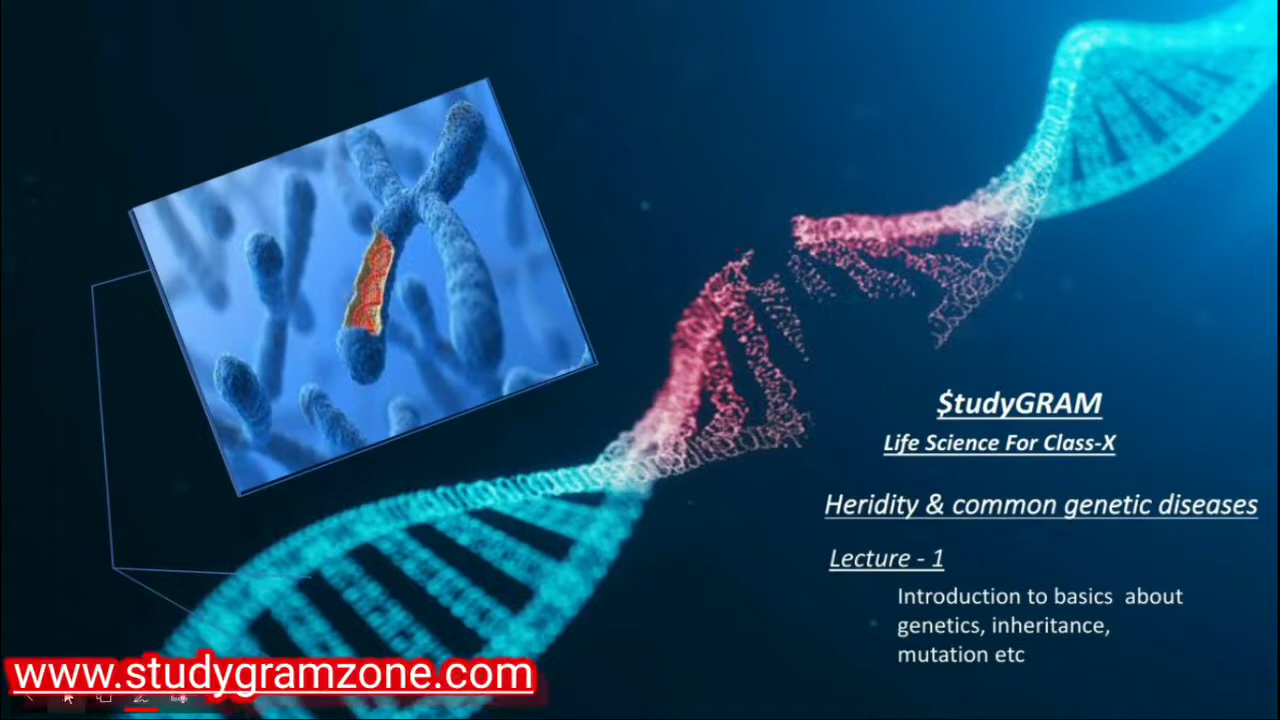 $tudyGRAM
Life Science For Class-X
Heridity & common genetic diseases
Lecture - 1
Introduction to basics about
genetics, inheritance,
mutation etc
www.studygramzone.com